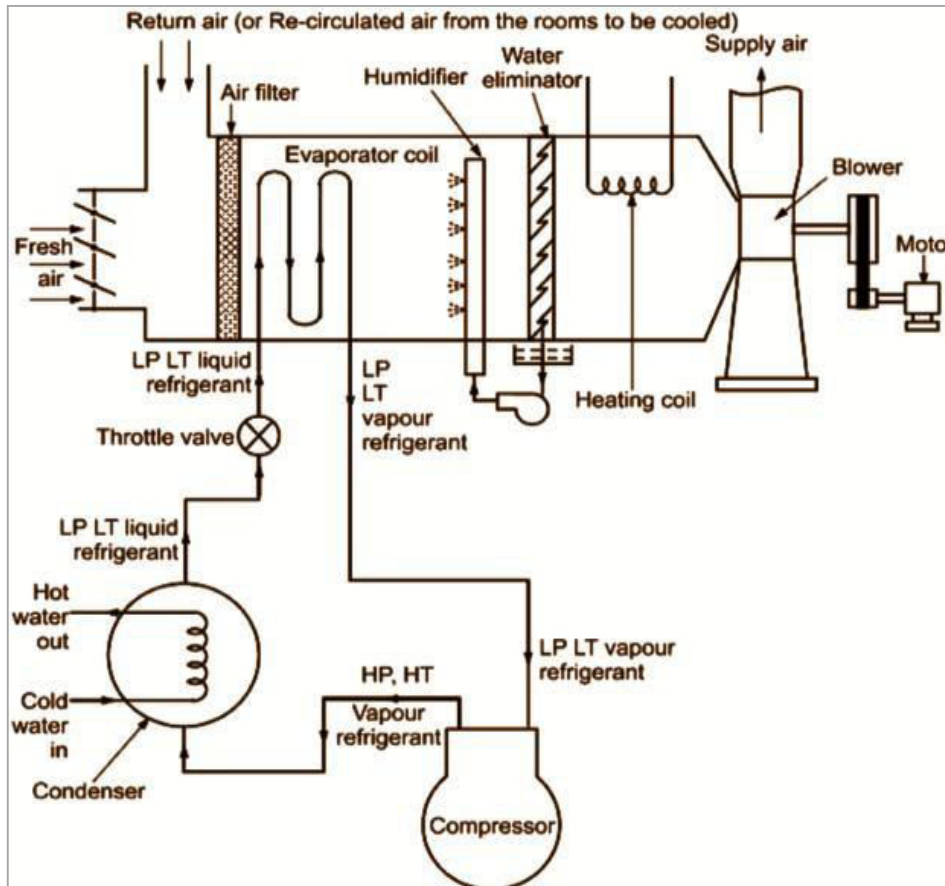 Return air (or Re-circulated air from the rooms to be cooled)
Supply air
Water
eliminator
Humidifier
Air filter
Evaporator coil
Blower
Fresh
air
Moto
LP LT liquid
refrigerant
LP
LT
vapour
refrigerant
Heating coil
Throttle valve
LP LT liquid
refrigerant
Hot
water
out
LP LT vapour
refrigerant
HP, HT
Vapour
refrigerant
Cold
water
in
Condenser
Compressor